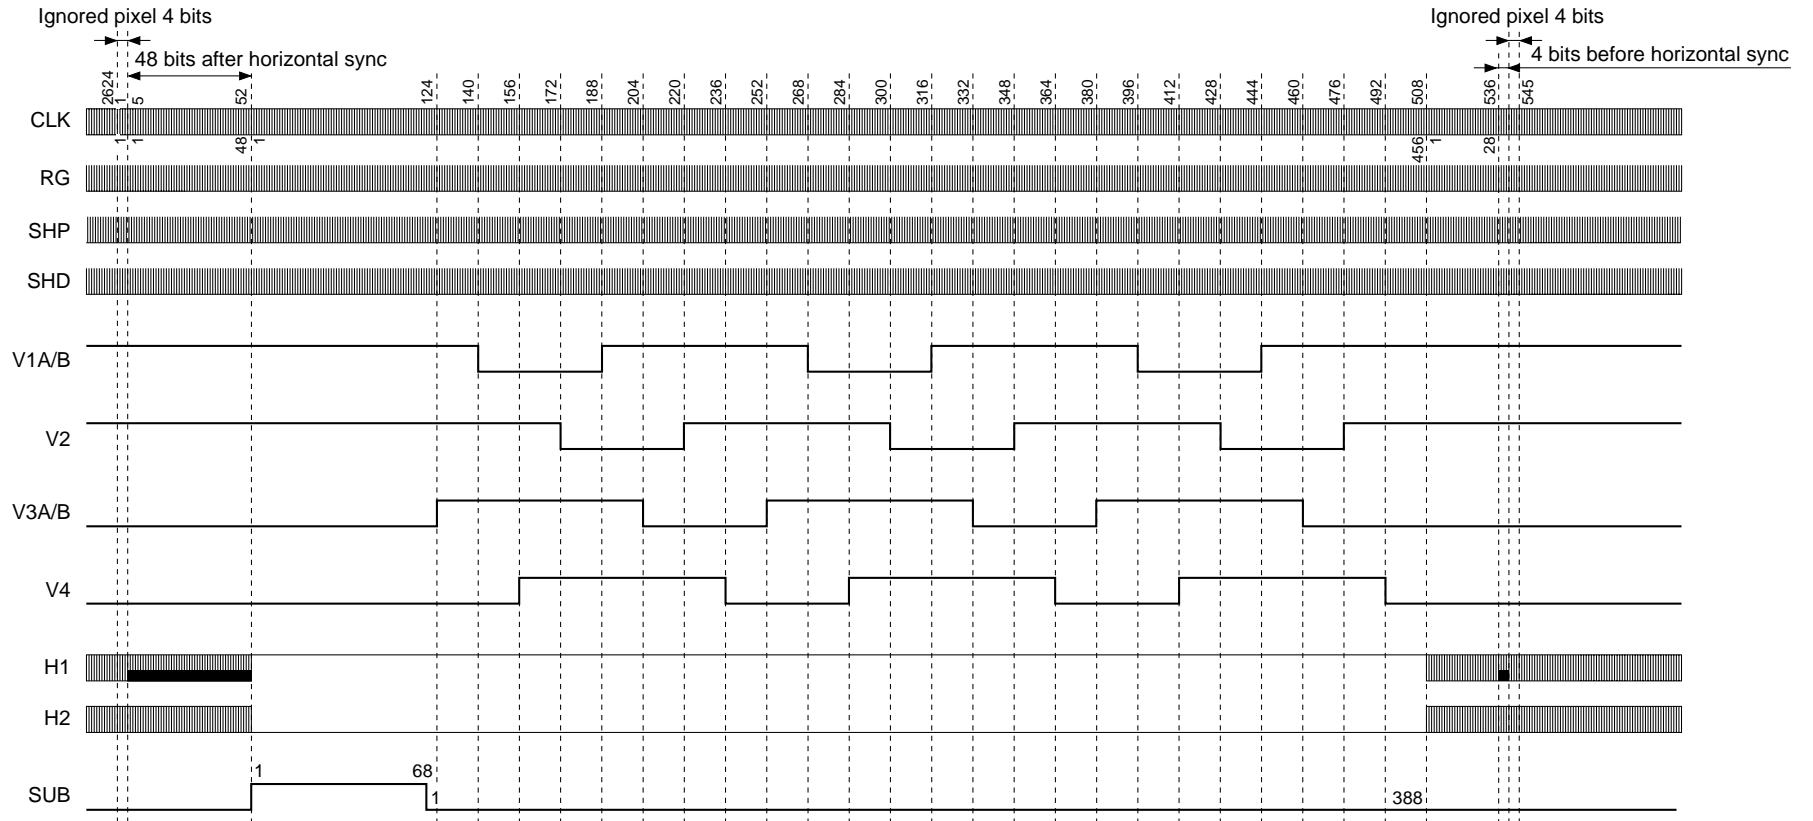 Ignored pixel 4 bits
Ignored pixel 4 bits
48 bits after horizontal sync
4 bits before horizontal sync
2624 1 5 52 124 140 156 172 188 204 220 236 252 268 284 300 316 332 348 364 380 396 412 428 444 460 476 492 508 536 545
CLK
1 1 48 1 456 1 28
RG
SHP
SHD
V1A/B
V2
V3A/B
V4
H1
H2
1 68
SUB
1 388